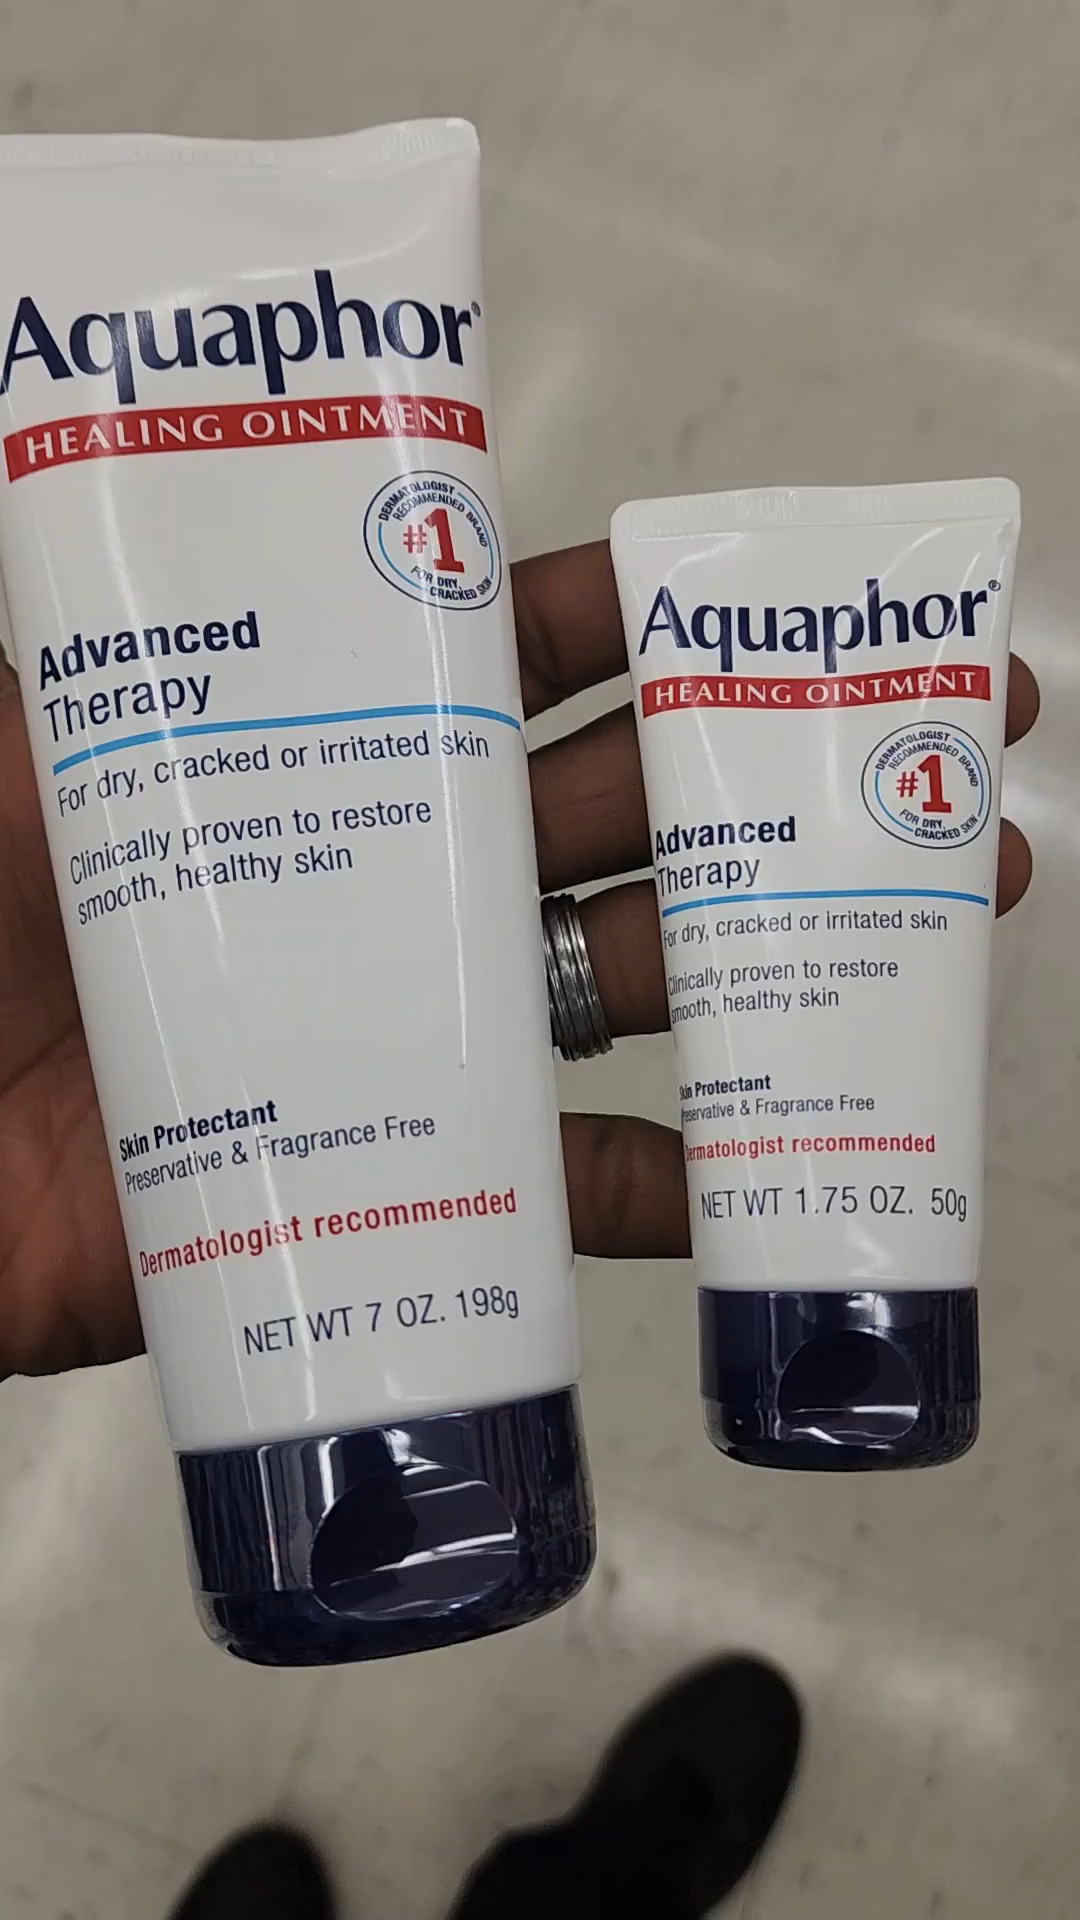 Aquaphor®
HEALING OINTMENT
DERMATOLOGIST
RECOMMENDED BRAND
#1
FOR DRY,
CRACKED SKIN
Advanced
Therapy
For dry, cracked or irritated skin
Clinically proven to restore
smooth, healthy skin
Skin Protectant
Preservative & Fragrance Free
Dermatologist recommended
NET WT 7 OZ. 198g
Aquaphor®
HEALING OINTMENT
DERMATOLOGIST
RECOMMENDED BRAND
#1
FOR DRY,
CRACKED SKIN
Advanced
Therapy
For dry, cracked or irritated skin
Clinically proven to restore
smooth, healthy skin
Skin Protectant
Preservative & Fragrance Free
Dermatologist recommended
NET WT 1.75 OZ. 50g